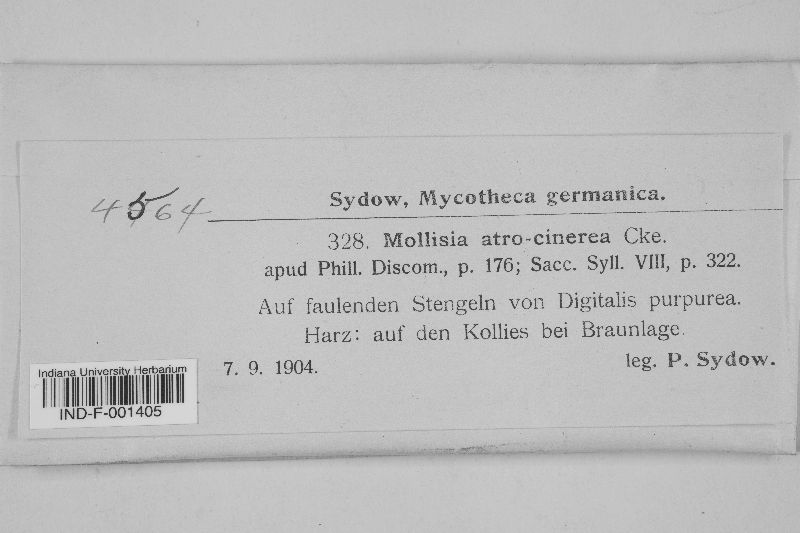 4564
Sydow, Mycotheca germanica.
328. Mollisia atro-cinerea Cke.
apud Phill. Discom., p. 176; Sacc. Syll. VIII, p. 322.
Auf faulenden Stengeln von Digitalis purpurea.
Harz: auf den Kollies bei Braunlage.
7. 9. 1904.
leg. P. Sydow.
Indiana University Herbarium
IND-F-001405